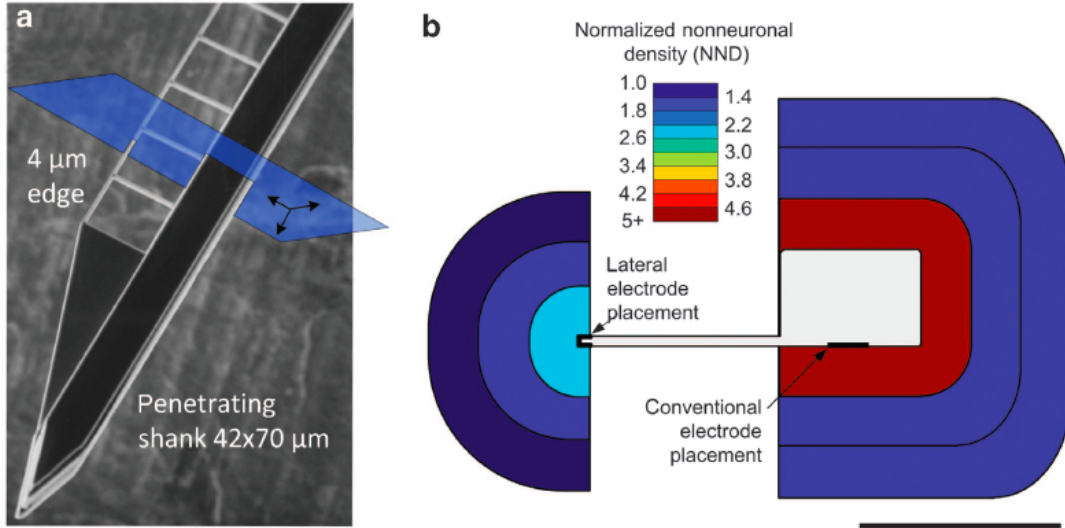 a
4 μm
edge
Penetrating
shank 42x70 μm
b
Normalized nonneuronal
density (NND)
1.0
1.4
1.8
2.2
2.6
3.0
3.4
3.8
4.2
4.6
5+
Lateral
electrode
placement
Conventional
electrode
placement